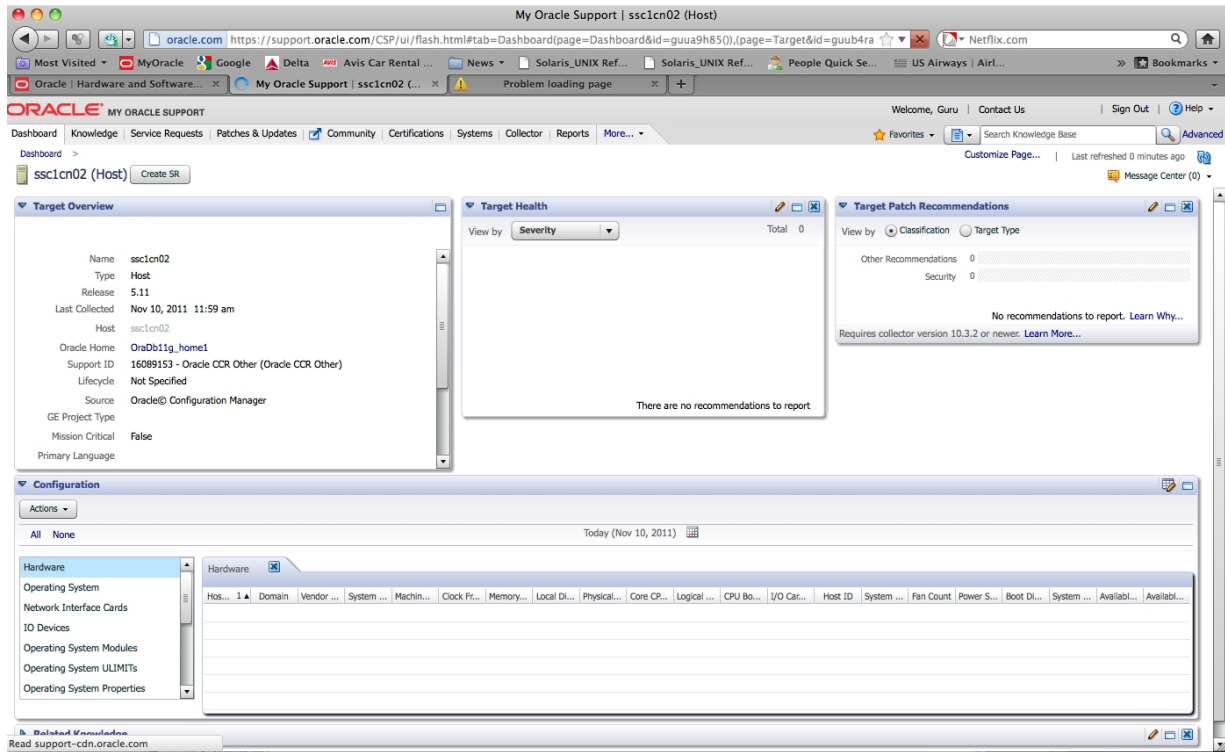 My Oracle Support | ssc1cn02 (Host)
oracle.com https://support.oracle.com/CSP/ui/flash.html#tab=Dashboard(page=Dashboard&id=guua9h85()),(page=Target&id=guub4ra Netflix.com
Most Visited MyOracle Google Delta AVIS Avis Car Rental ... News Solaris_UNIX Ref... Solaris_UNIX Ref... People Quick Se... US Airways | Airl... >> Bookmarks
Oracle | Hardware and Software... My Oracle Support | ssc1cn02 (... Problem loading page +
ORACLE MY ORACLE SUPPORT Welcome, Guru | Contact Us | Sign Out | ? Help
Dashboard Knowledge Service Requests Patches & Updates Community Certifications Systems Collector Reports More... Favorites Search Knowledge Base Advanced
Dashboard > Customize Page... | Last refreshed 0 minutes ago
ssc1cn02 (Host) Create SR Message Center (0)
Target Overview
Name ssc1cn02
Type Host
Release 5.11
Last Collected Nov 10, 2011 11:59 am
Host ssc1cn02
Oracle Home OraDb11g_home1
Support ID 16089153 - Oracle CCR Other (Oracle CCR Other)
Lifecycle Not Specified
Source Oracle© Configuration Manager
GE Project Type
Mission Critical False
Primary Language
Target Health
View by Severity Total 0
There are no recommendations to report
Target Patch Recommendations
View by Classification Target Type
Other Recommendations 0
Security 0
No recommendations to report. Learn Why...
Requires collector version 10.3.2 or newer. Learn More...
Configuration
Actions
All None Today (Nov 10, 2011)
Hardware
Operating System
Network Interface Cards
IO Devices
Operating System Modules
Operating System ULIMITs
Operating System Properties
Hardware
Hos... 1 Domain Vendor ... System ... Machin... Clock Fr... Memory... Local Di... Physical... Core CP... Logical ... CPU Bo... I/O Car... Host ID System ... Fan Count Power S... Boot Di... System ... Availabl... Availabl...
Related Knowledge
Read support-cdn.oracle.com